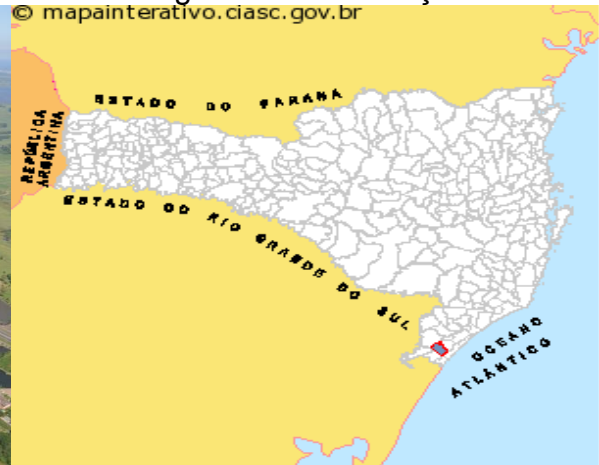 © mapainterativo.ciasc.gov.br
ESTADO DO PARANÁ
REPÚBLICA
ARGENTINA
ESTADO DO RIO GRANDE DO SUL
OCEANO
ATLÂNTICO